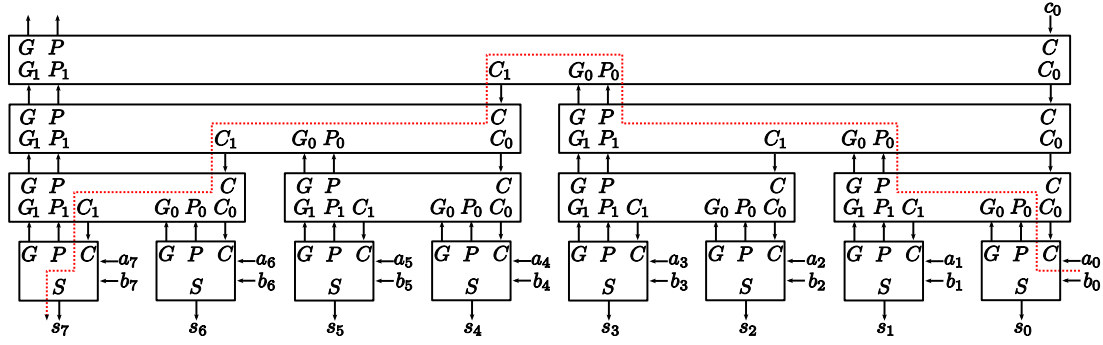 c₀
G P C
G₁ P₁ C₁ G₀ P₀ C₀
G P C G P C
G₁ P₁ C₁ G₀ P₀ C₀ G₁ P₁ C₁ G₀ P₀ C₀
G P C G P C G P C G P C
G₁ P₁ C₁ G₀ P₀ C₀ G₁ P₁ C₁ G₀ P₀ C₀ G₁ P₁ C₁ G₀ P₀ C₀ G₁ P₁ C₁ G₀ P₀ C₀
G P C a₇ G P C a₆ G P C a₅ G P C a₄ G P C a₃ G P C a₂ G P C a₁ G P C a₀
S b₇ S b₆ S b₅ S b₄ S b₃ S b₂ S b₁ S b₀
s₇ s₆ s₅ s₄ s₃ s₂ s₁ s₀